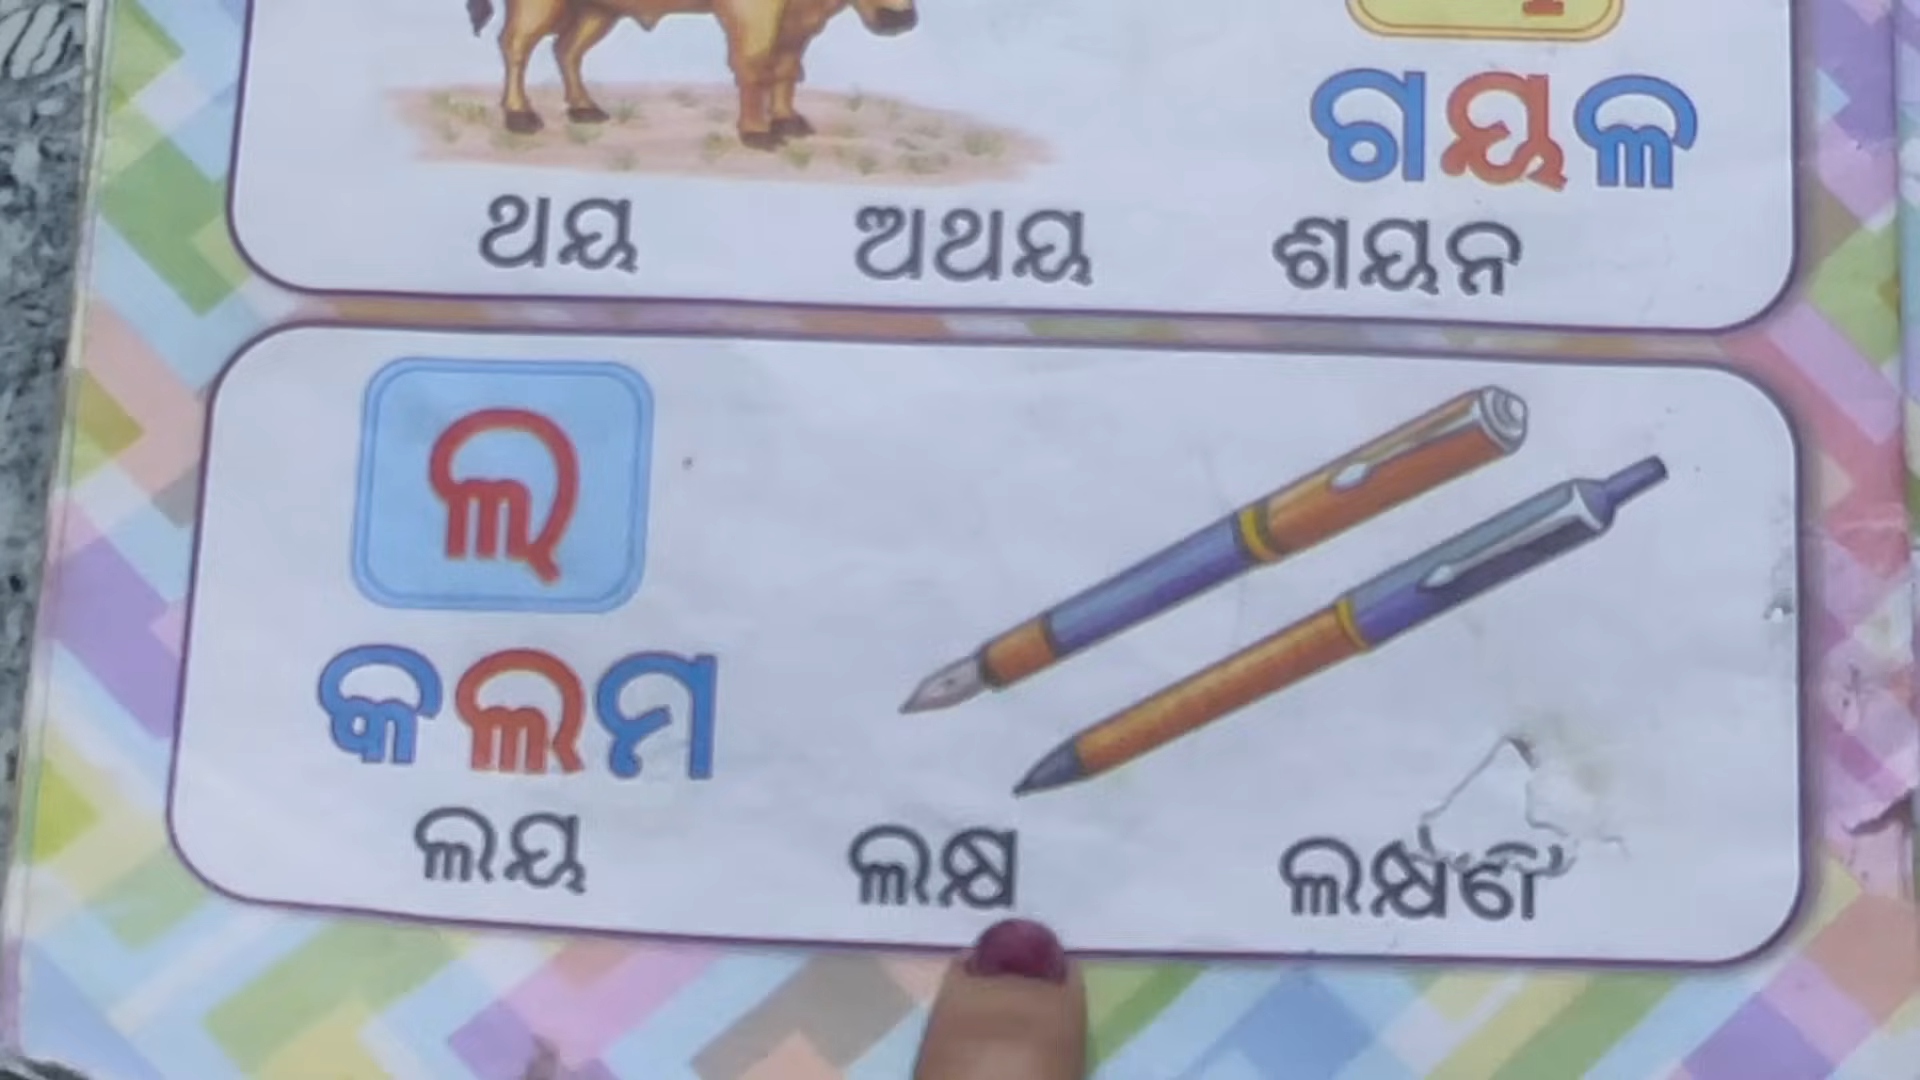 ଗୟଳ
ଥୟ ଅଥୟ ଶୟନ
ଲ
କଲମ
ଲୟ ଲକ୍ଷ ଲକ୍ଷଣ